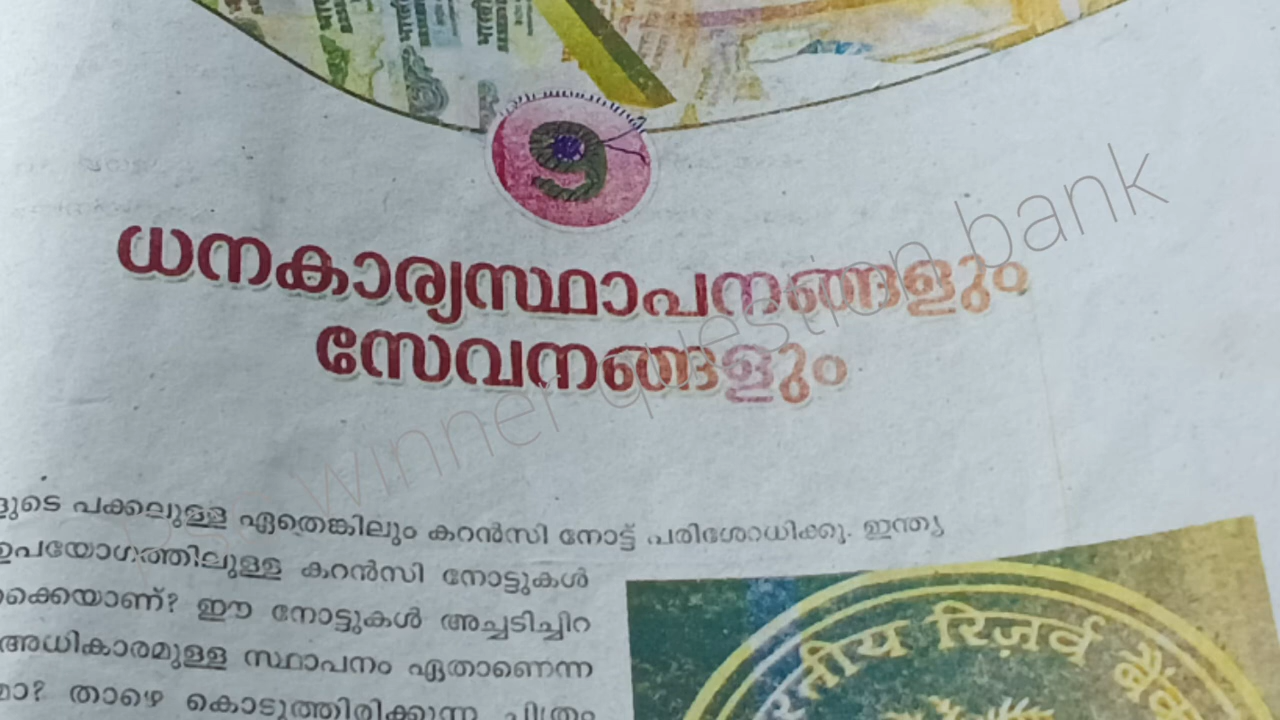 9
ധനകാര്യസ്ഥാപനങ്ങളും
സേവനങ്ങളും
winner question bank
പക്കലുള്ള ഏതെങ്കിലും കറൻസി നോട്ട് പരിശോധിക്കൂ. ഇന്ത്യ
ഉപയോഗത്തിലുള്ള കറൻസി നോട്ടുകൾ
ഈ നോട്ടുകൾ അച്ചടിച്ചിറ
അധികാരമുള്ള സ്ഥാപനം ഏതാണെന്ന
താഴെ കൊടുത്തിരിക്കുന്ന ചിത്രം
रिज़र्व बैंक